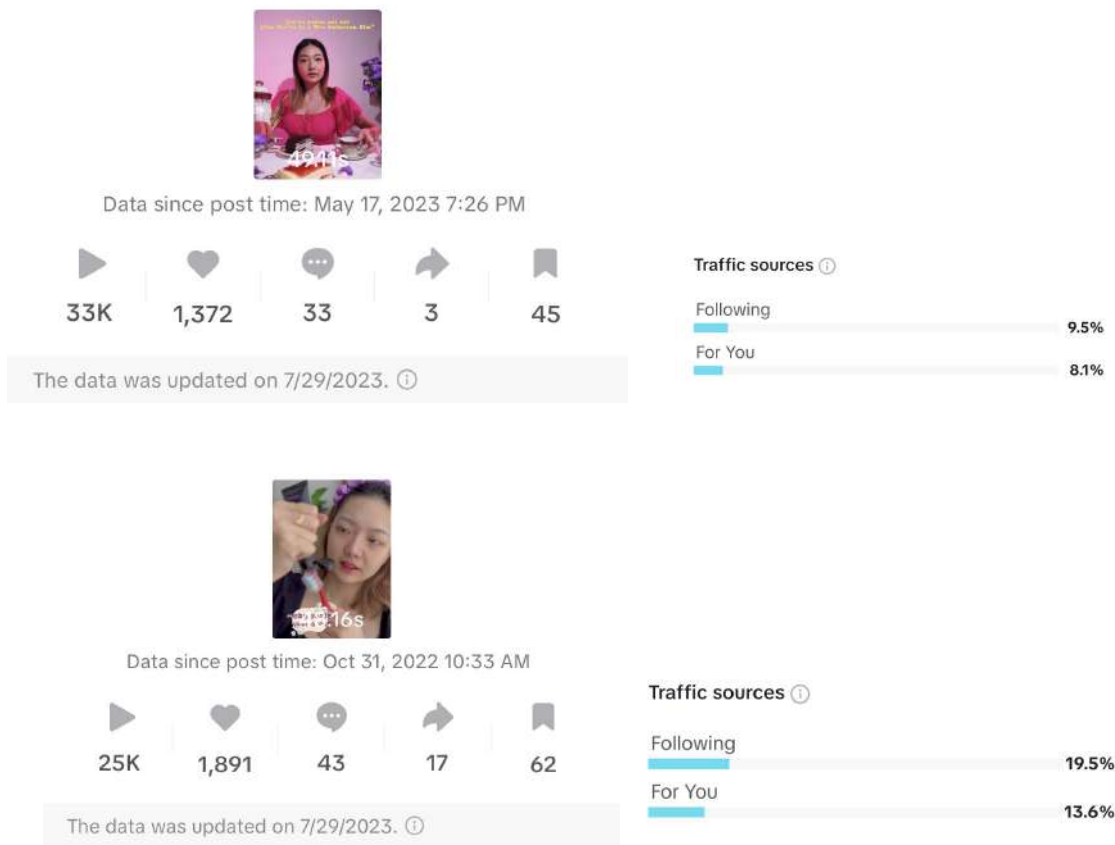 49.11s
Data since post time: May 17, 2023 7:26 PM
33K
1,372
33
3
45
The data was updated on 7/29/2023.
Traffic sources
Following
9.5%
For You
8.1%
16s
Data since post time: Oct 31, 2022 10:33 AM
25K
1,891
43
17
62
The data was updated on 7/29/2023.
Traffic sources
Following
19.5%
For You
13.6%